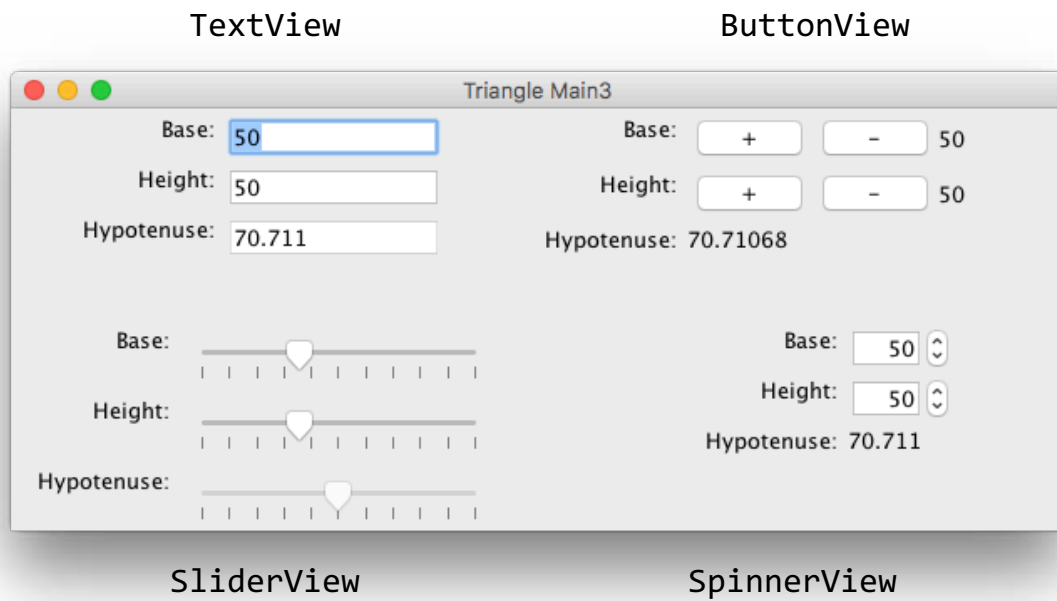 TextView
ButtonView
Triangle Main3
Base: 50
Height: 50
Hypotenuse: 70.711
Base: + - 50
Height: + - 50
Hypotenuse: 70.71068
Base:
Height:
Hypotenuse:
Base: 50
Height: 50
Hypotenuse: 70.711
SliderView
SpinnerView